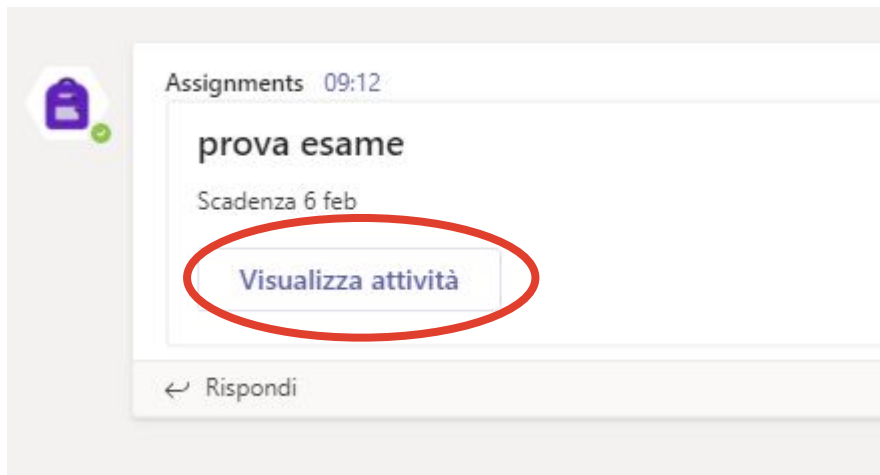 Assignments 09:12
prova esame
Scadenza 6 feb
Visualizza attività
Rispondi